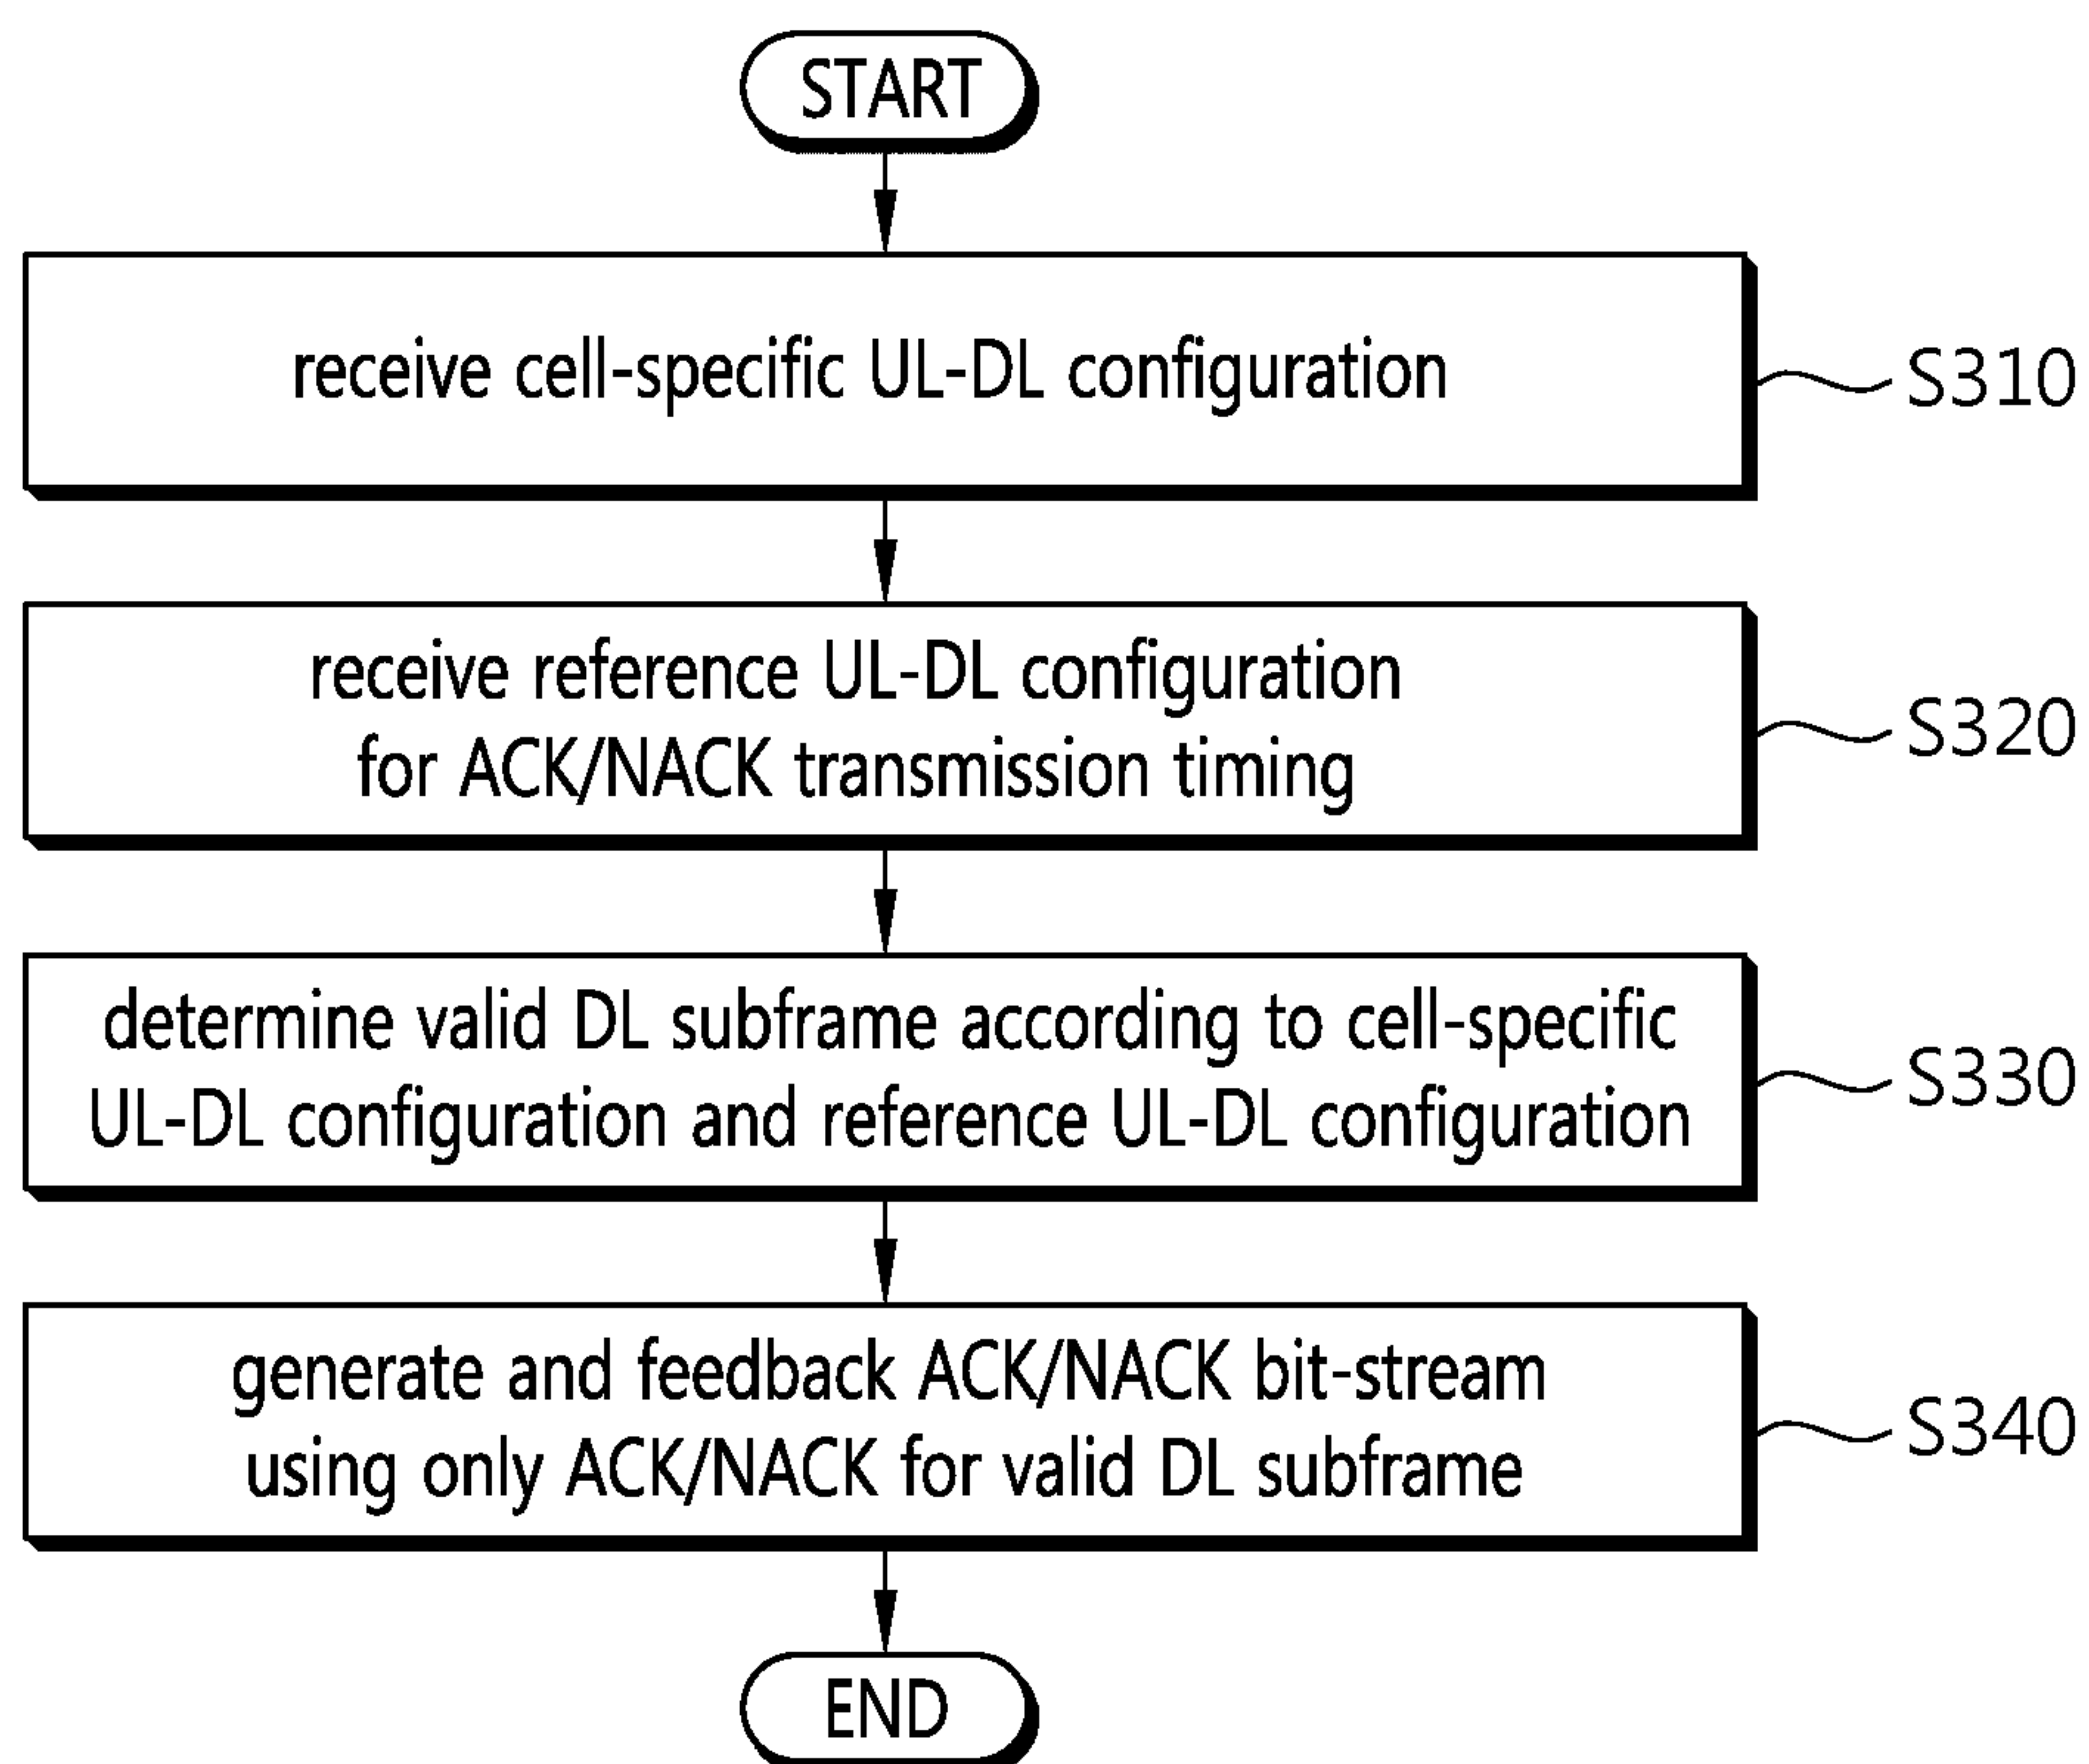 START
receive cell-specific UL-DL configuration
S310
receive reference UL-DL configuration
for ACK/NACK transmission timing
S320
determine valid DL subframe according to cell-specific
UL-DL configuration and reference UL-DL configuration
S330
generate and feedback ACK/NACK bit-stream
using only ACK/NACK for valid DL subframe
S340
END